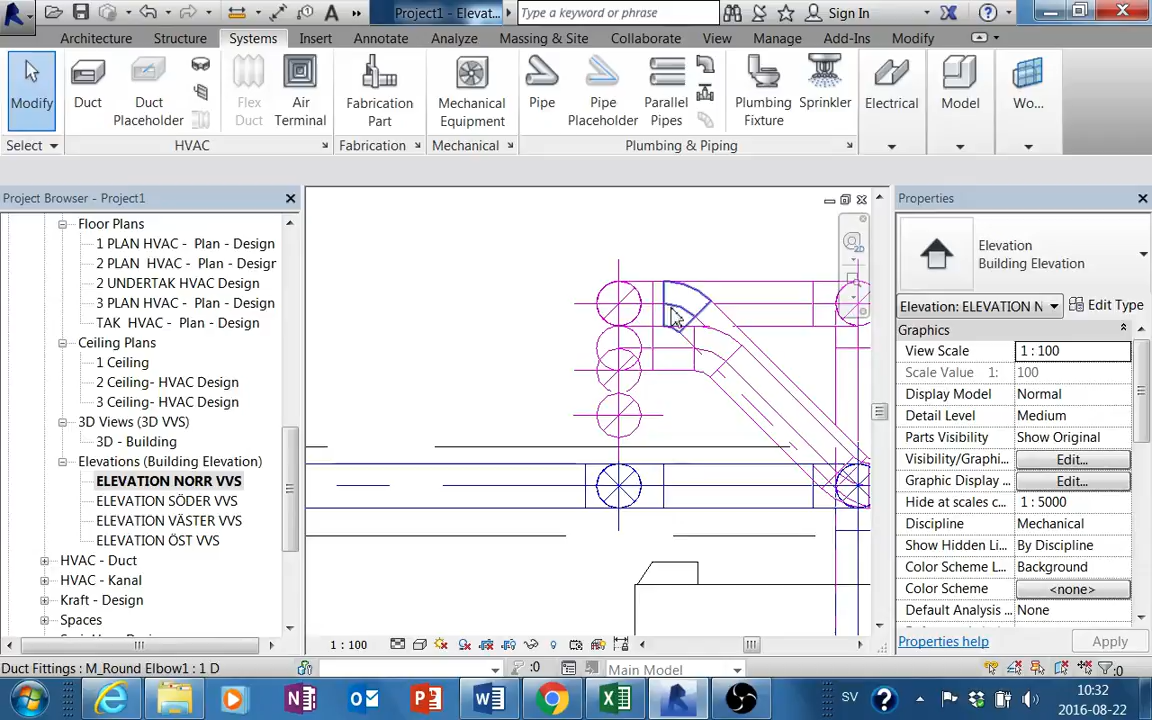 Project1 - Elevat...
Type a keyword or phrase
Sign In
Architecture Structure Systems Insert Annotate Analyze Massing & Site Collaborate View Manage Add-Ins Modify
Modify
Duct
Duct Placeholder
Flex Duct
Air Terminal
Fabrication Part
Mechanical Equipment
Pipe
Pipe Placeholder
Parallel Pipes
Plumbing Fixture
Sprinkler
Electrical
Model
Wo...
Select
HVAC
Fabrication
Mechanical
Plumbing & Piping
Project Browser - Project1
Floor Plans
1 PLAN HVAC - Plan - Design
2 PLAN HVAC - Plan - Desigr
2 UNDERTAK HVAC - Design
3 PLAN HVAC - Plan - Design
TAK HVAC - Plan - Design
Ceiling Plans
1 Ceiling
2 Ceiling- HVAC Design
3 Ceiling- HVAC Design
3D Views (3D VVS)
3D - Building
Elevations (Building Elevation)
ELEVATION NORR VVS
ELEVATION SÖDER VVS
ELEVATION VÄSTER VVS
ELEVATION ÖST VVS
HVAC - Duct
HVAC - Kanal
Kraft - Design
Spaces
2D
1 : 100
Properties
Elevation
Building Elevation
Elevation: ELEVATION N
Edit Type
Graphics
View Scale 1 : 100
Scale Value 1: 100
Display Model Normal
Detail Level Medium
Parts Visibility Show Original
Visibility/Graphi... Edit...
Graphic Display ... Edit...
Hide at scales c... 1 : 5000
Discipline Mechanical
Show Hidden Li... By Discipline
Color Scheme L... Background
Color Scheme <none>
Default Analysis ... None
Properties help
Apply
Duct Fittings : M_Round Elbow1 : 1 D
:0
Main Model
:0
SV
10:32
2016-08-22